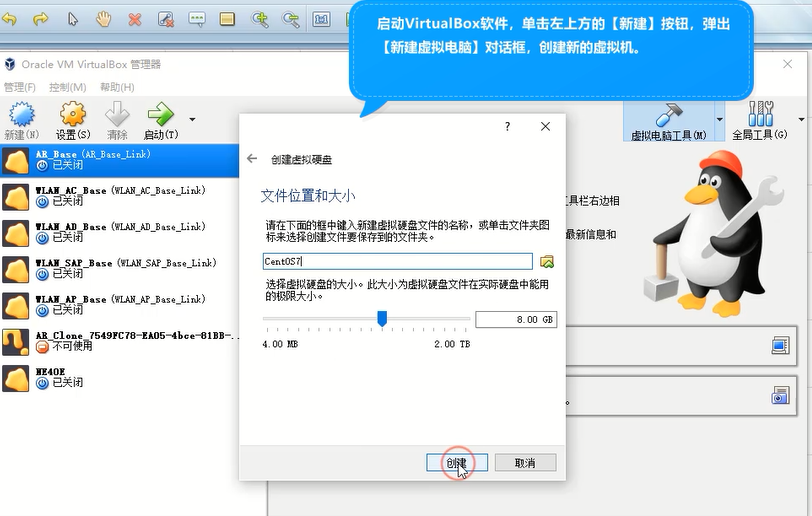 启动VirtualBox软件，单击左上方的【新建】按钮，弹出
【新建虚拟电脑】对话框，创建新的虚拟机。
Oracle VM VirtualBox 管理器
管理(F) 控制(M) 帮助(H)
新建(N) 设置(S) 清除 启动(T) 虚拟电脑工具(M) 全局工具(G)
AR_Base (AR_Base_Link)
已关闭
WLAN_AC_Base (WLAN_AC_Base_Link)
已关闭
WLAN_AD_Base (WLAN_AD_Base_Link)
已关闭
WLAN_SAP_Base (WLAN_SAP_Base_Link)
已关闭
WLAN_AP_Base (WLAN_AP_Base_Link)
已关闭
AR_Clone_7549FC78-EA05-4bce-81BB-...
不可使用
NE40E
已关闭
?
创建虚拟硬盘
文件位置和大小
请在下面的框中键入新建虚拟硬盘文件的名称，或单击文件夹图
标来选择创建文件要保存到的文件夹。
CentOS7
选择虚拟硬盘的大小。此大小为虚拟硬盘文件在实际硬盘中能用
的极限大小。
8.00 GB
4.00 MB 2.00 TB
创建 取消
工具栏右边相
最新信息和
。